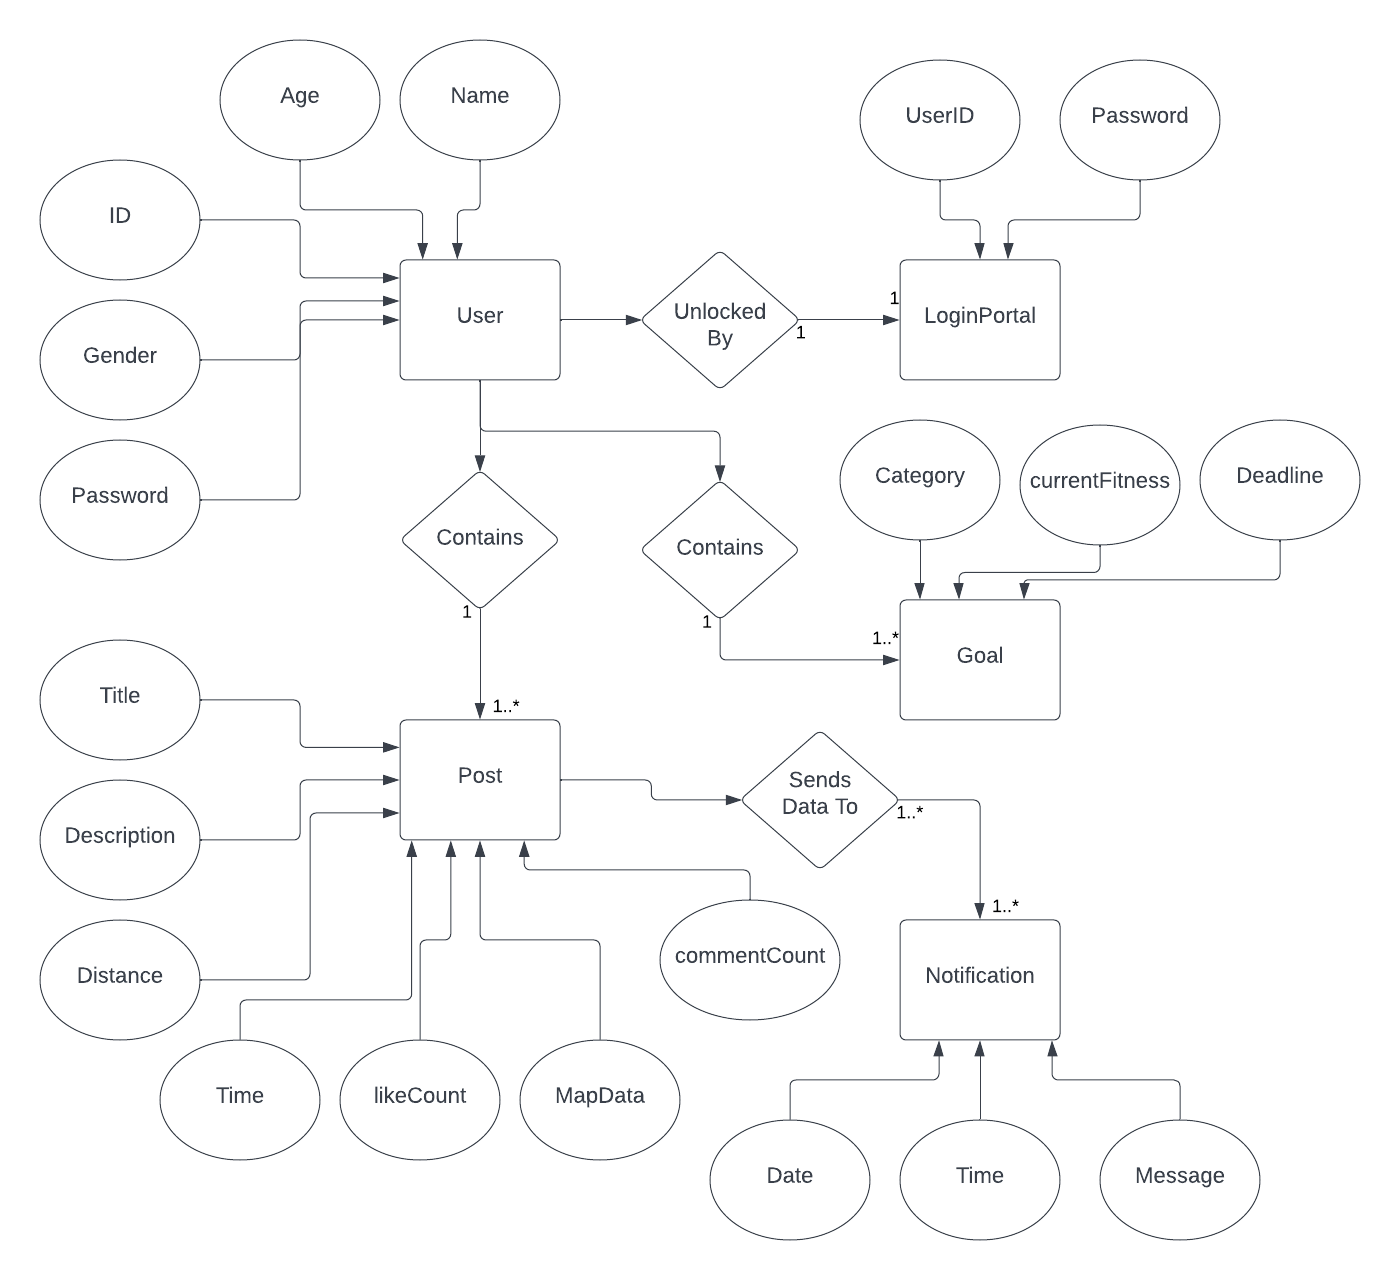 Age
Name
UserID
Password
ID
Gender
Password
User
Unlocked
By
1
1
LoginPortal
Category
currentFitness
Deadline
Contains
1
Contains
1
1..*
Goal
Title
Description
Distance
1..*
Post
Sends
Data To
1..*
1..*
commentCount
Notification
Time
likeCount
MapData
Date
Time
Message